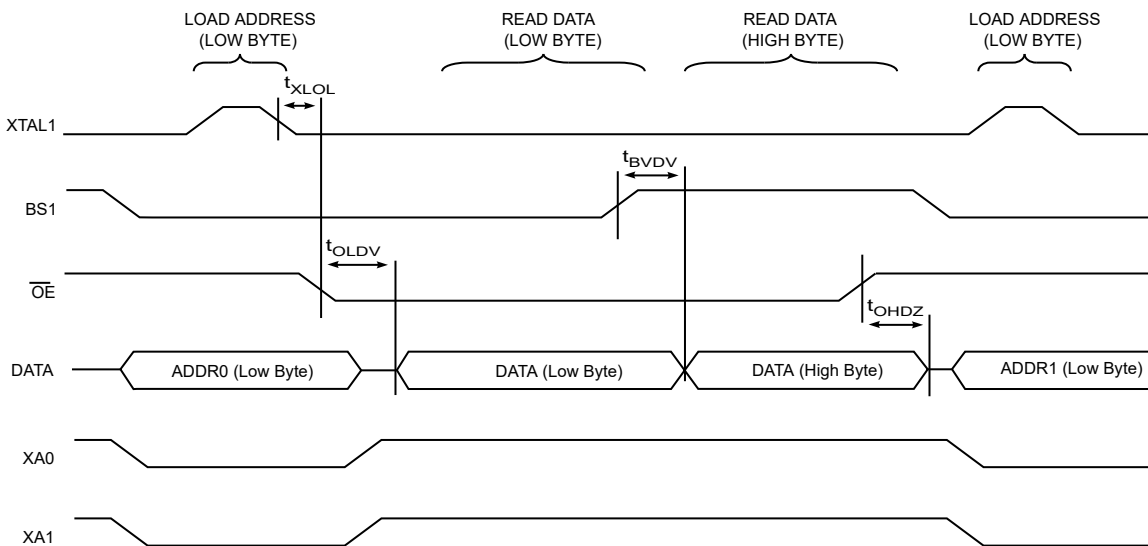 LOAD ADDRESS
(LOW BYTE)
READ DATA
(LOW BYTE)
READ DATA
(HIGH BYTE)
LOAD ADDRESS
(LOW BYTE)
tXLOL
XTAL1
tBVDV
BS1
tOLDV
OE
tOHDZ
DATA
ADDR0 (Low Byte)
DATA (Low Byte)
DATA (High Byte)
ADDR1 (Low Byte)
XA0
XA1